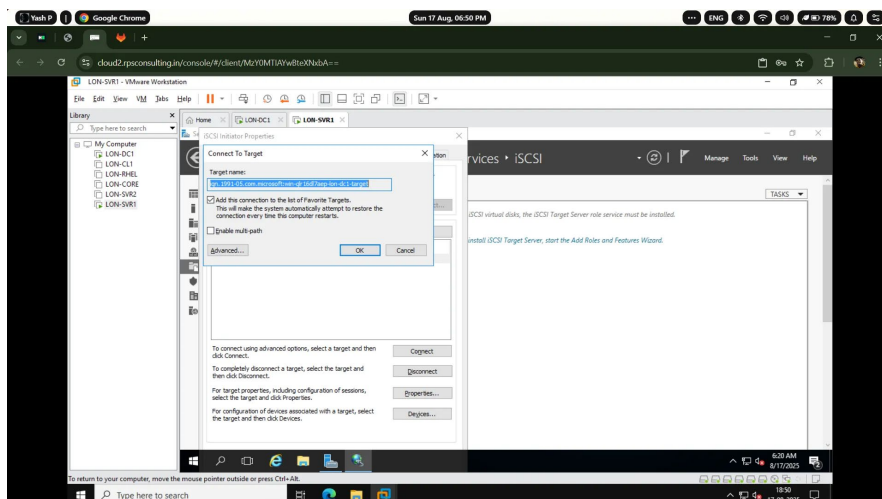 Yash P
Google Chrome
Sun 17 Aug, 06:50 PM
ENG
78%
cloud2.rpsconsulting.in/console/#/client/MzY0MTIAYwBteXNxbA==
LON-SVR1 - VMware Workstation
File Edit View VM Tabs Help
Library
Home
LON-DC1
LON-SVR1
Type here to search
My Computer
LON-DC1
LON-CL1
LON-RHEL
LON-CORE
LON-SVR2
LON-SVR1
iSCSI Initiator Properties
Connect To Target
Target name:
iqn.1991-05.com.microsoft:win-qjr16dl7aep-lon-dc1-target
Add this connection to the list of Favorite Targets.
This will make the system automatically attempt to restore the
connection every time this computer restarts.
Enable multi-path
Advanced...
OK
Cancel
rvices
iSCSI
Manage Tools View Help
TASKS
iSCSI virtual disks, the iSCSI Target Server role service must be installed.
install iSCSI Target Server, start the Add Roles and Features Wizard.
To connect using advanced options, select a target and then
click Connect.
Connect
To completely disconnect a target, select the target and
then click Disconnect.
Disconnect
For target properties, including configuration of sessions,
select the target and click Properties.
Properties...
For configuration of devices associated with a target, select
the target and then click Devices.
Devices...
6:20 AM
8/17/2025
To return to your computer, move the mouse pointer outside or press Ctrl+Alt.
Type here to search
18:50